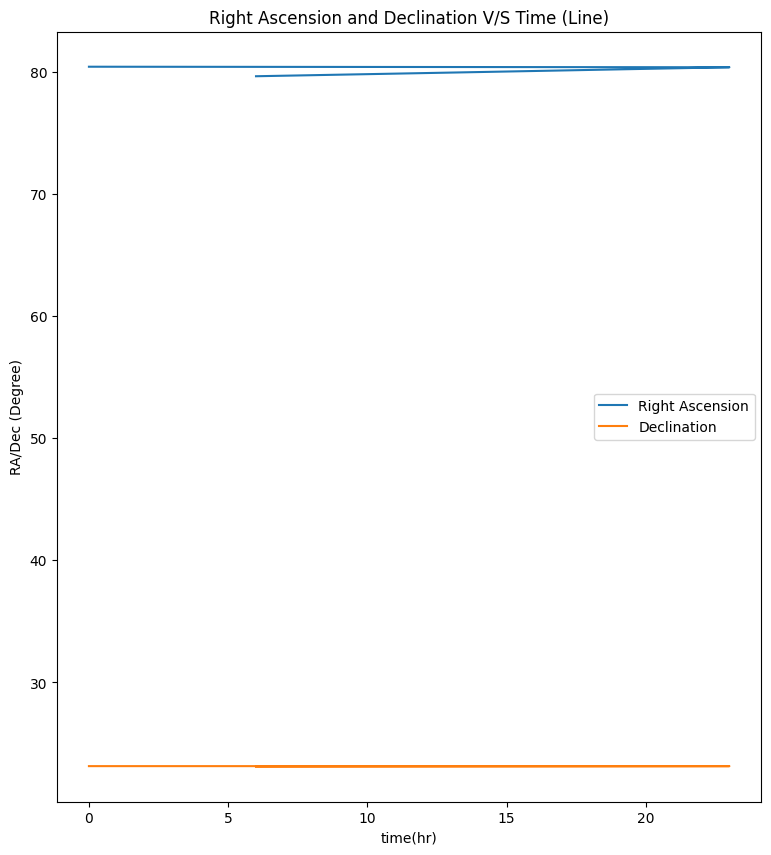 Right Ascension and Declination V/S Time (Line)
80
70
60
50
40
30
RA/Dec (Degree)
Right Ascension
Declination
0 5 10 15 20
time(hr)